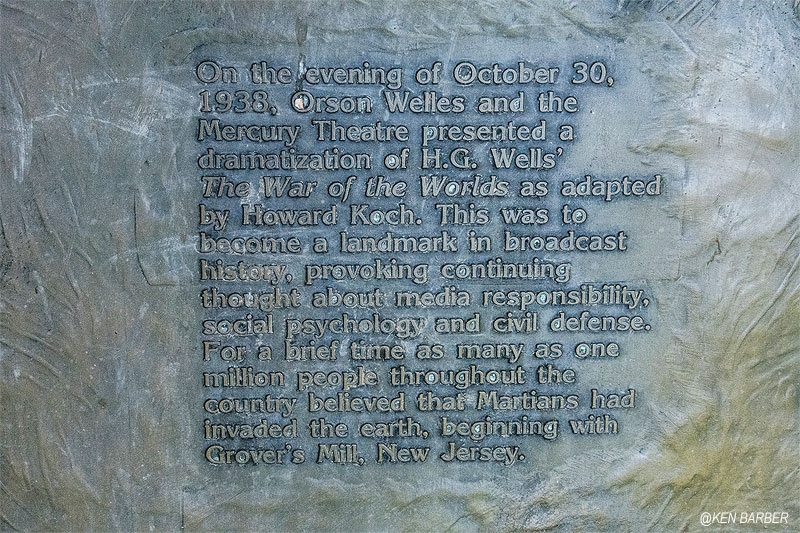 On the evening of October 30,
1938, Orson Welles and the
Mercury Theatre presented a
dramatization of H.G. Wells'
The War of the Worlds as adapted
by Howard Koch. This was to
become a landmark in broadcast
history, provoking continuing
thought about media responsibility,
social psychology and civil defense.
For a brief time as many as one
million people throughout the
country believed that Martians had
invaded the earth, beginning with
Grover's Mill, New Jersey.
@KEN BARBER